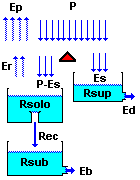 Ep P
Er P-Es Es
Rsolo Rsup
Ed
Rec
Rsub Eb